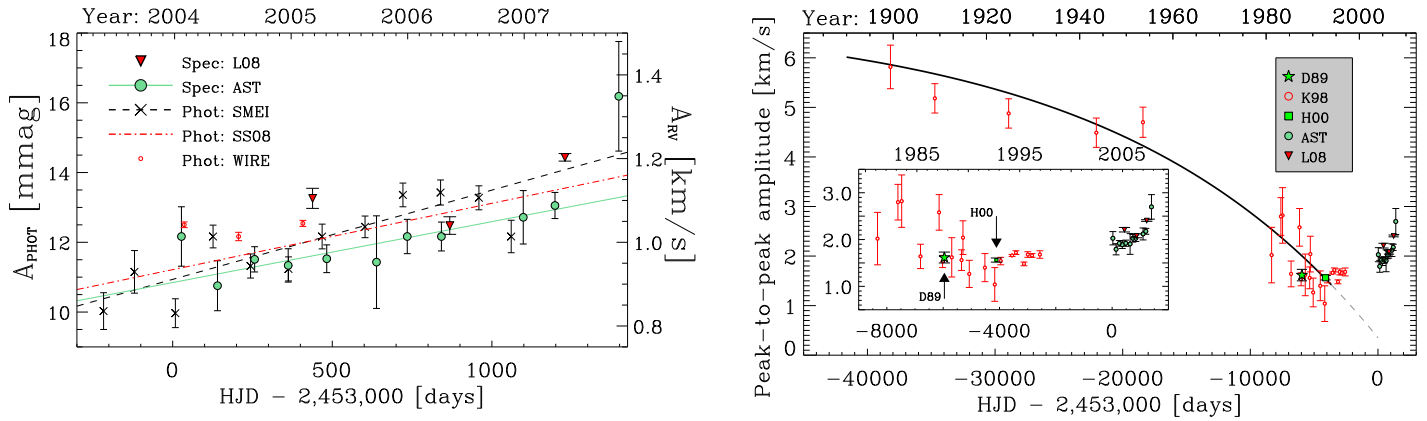 Year: 2004 2005 2006 2007
18
16
14
12
10
A_PHOT [mmag]
Spec: L08
Spec: AST
Phot: SMEI
Phot: SS08
Phot: WIRE
1.4
1.2
1.0
0.8
A_RV [km/s]
0 500 1000
HJD − 2,453,000 [days]
Year: 1900 1920 1940 1960 1980 2000
6
5
4
3
2
1
0
Peak-to-peak amplitude [km/s]
D89
K98
H00
AST
L08
1985 1995 2005
3.0
2.0
1.0
H00
D89
−8000 −4000 0
−40000 −30000 −20000 −10000 0
HJD − 2,453,000 [days]